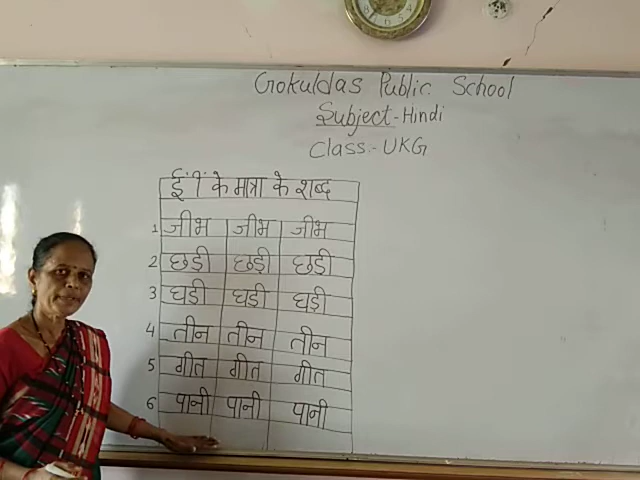 Gokuldas Public School
Subject-Hindi
Class:-UKG
ई ी के मात्रा के शब्द
1 जीभ जीभ जीभ
2 छड़ी छड़ी छड़ी
3 घड़ी घड़ी घड़ी
4 तीन तीन तीन
5 गीत गीत गीत
6 पानी पानी पानी